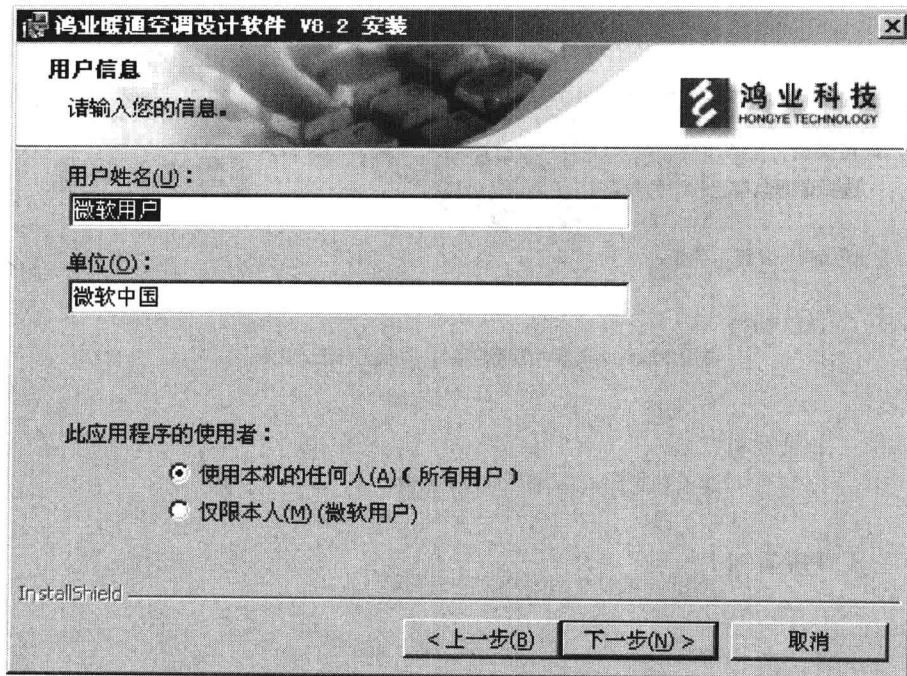 鸿业暖通空调设计软件 V8.2 安装
用户信息
请输入您的信息。
鸿业科技
HONGYE TECHNOLOGY
用户姓名(U)：
微软用户
单位(O)：
微软中国
此应用程序的使用者：
使用本机的任何人(A)(所有用户)
仅限本人(M)(微软用户)
InstallShield
<上一步(B) 下一步(N)> 取消